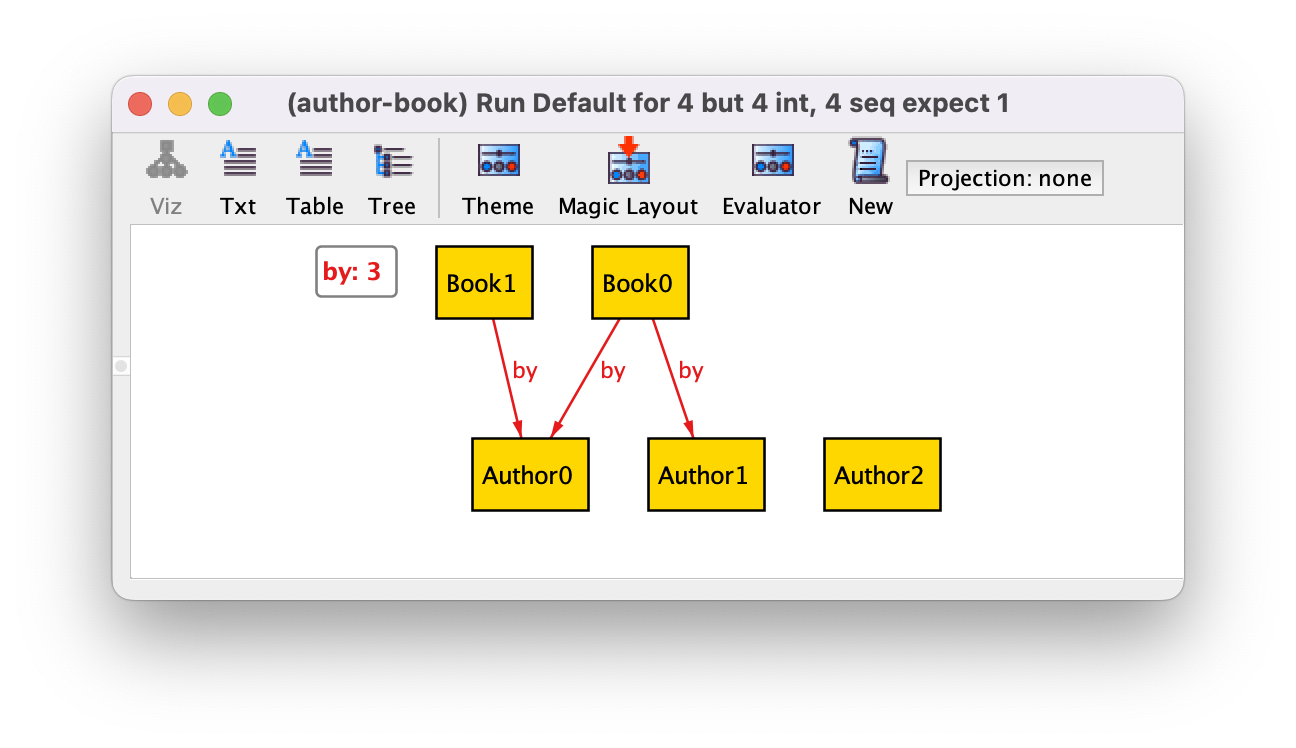 (author-book) Run Default for 4 but 4 int, 4 seq expect 1
Viz Txt Table Tree Theme Magic Layout Evaluator New Projection: none
by: 3 Book1 Book0
by by by
Author0 Author1 Author2